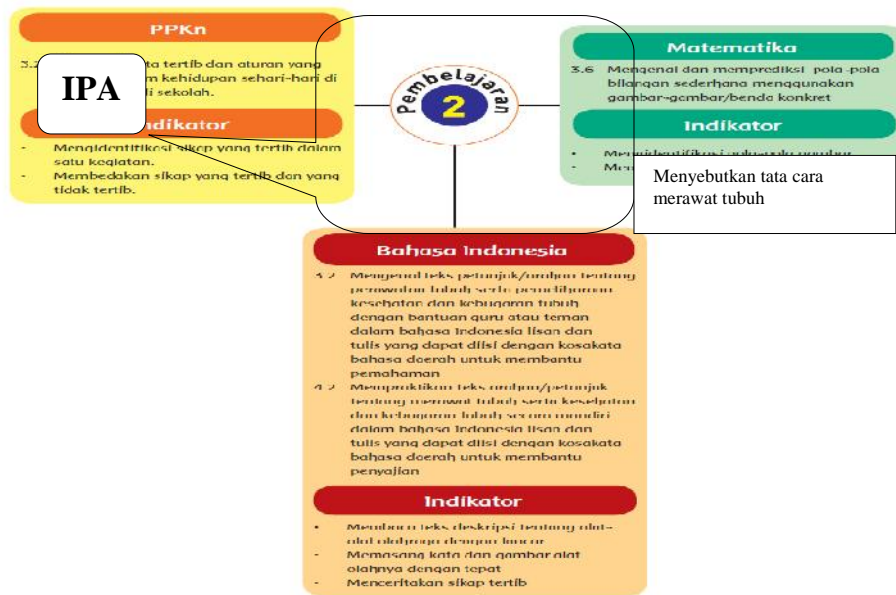 PPKn
3.2 ta tertib dan aturan yang
m kehidupan sehari-hari di
di sekolah.
IPA
Indikator
- Mengidentifikasi sikap yang tertib dalam
satu kegiatan.
- Membedakan sikap yang tertib dan yang
tidak tertib.
Pembelajaran
2
Matematika
3.6 Mengenal dan memprediksi pola-pola
bilangan sederhana menggunakan
gambar-gambar/benda konkret
Indikator
• Mengidentifikasi pola-pola gambar
Menyebutkan tata cara
merawat tubuh
Bahasa Indonesia
3.2 Mengenal teks petunjuk/arahan tentang
perawatan tubuh serta pemeliharaan
kesehatan dan kebugaran tubuh
dengan bantuan guru atau teman
dalam bahasa Indonesia lisan dan
tulis yang dapat diisi dengan kosakata
bahasa daerah untuk membantu
pemahaman
4.2 Mempraktikan teks arahan/petunjuk
tentang merawat tubuh serta kesehatan
dan kebugaran tubuh secara mandiri
dalam bahasa Indonesia lisan dan
tulis yang dapat diisi dengan kosakata
bahasa daerah untuk membantu
penyajian
Indikator
• Membaca teks deskripsi tentang alat-
alat olahraga dengan lancar
- Memasang kata dan gambar alat
olahnya dengan tepat
- Menceritakan sikap tertib